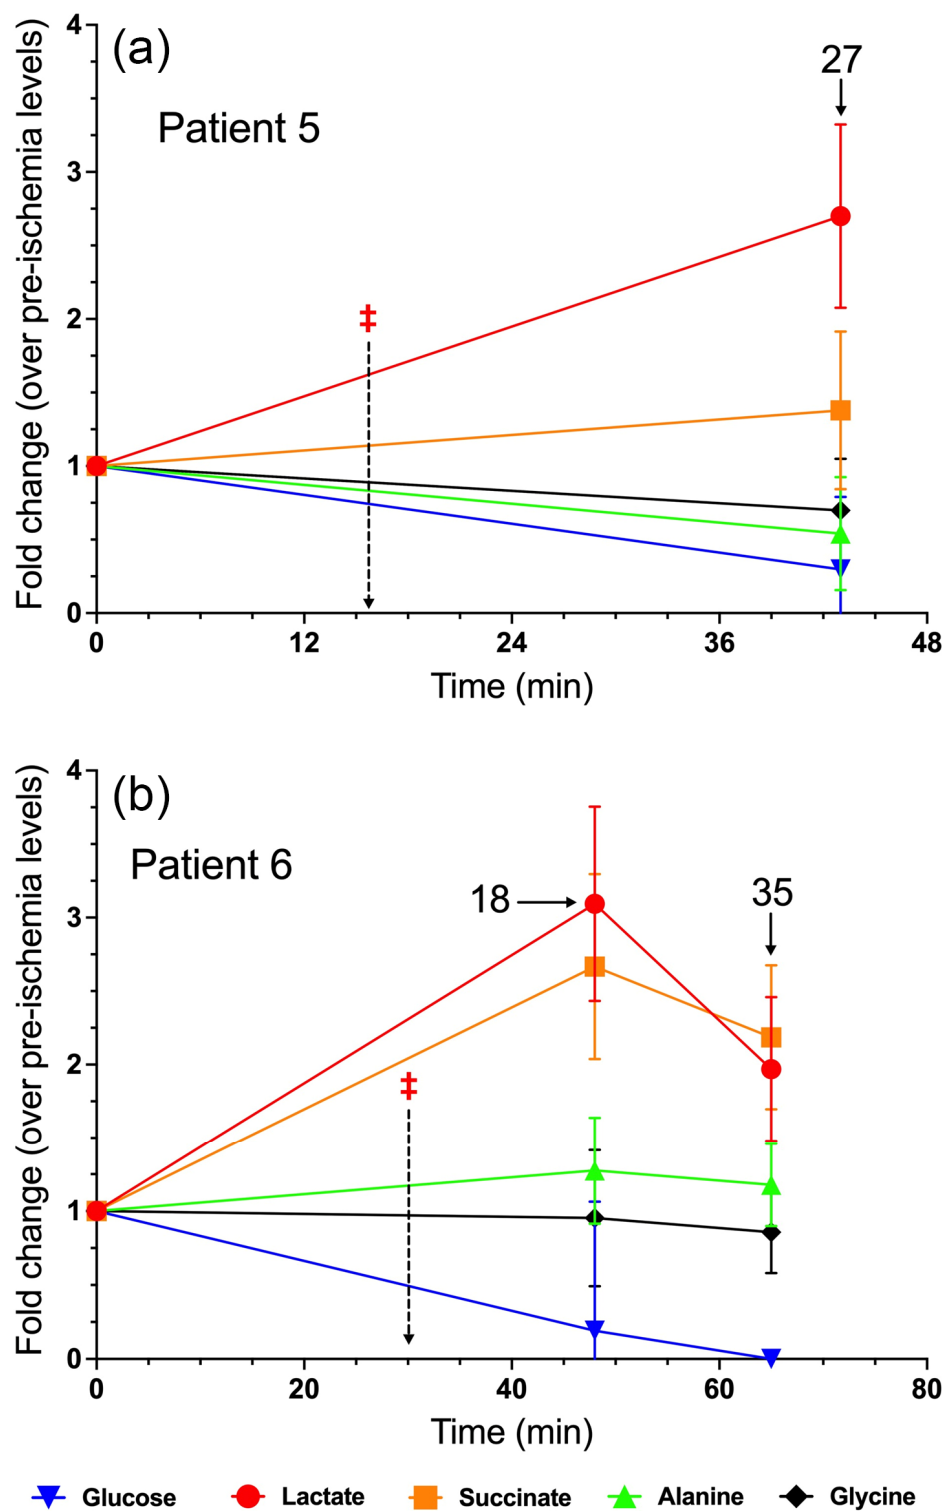 (a)
Patient 5
27
‡
Fold change (over pre-ischemia levels)
4
3
2
1
0
0 12 24 36 48
Time (min)
(b)
Patient 6
18
35
‡
Fold change (over pre-ischemia levels)
4
3
2
1
0
0 20 40 60 80
Time (min)
Glucose Lactate Succinate Alanine Glycine